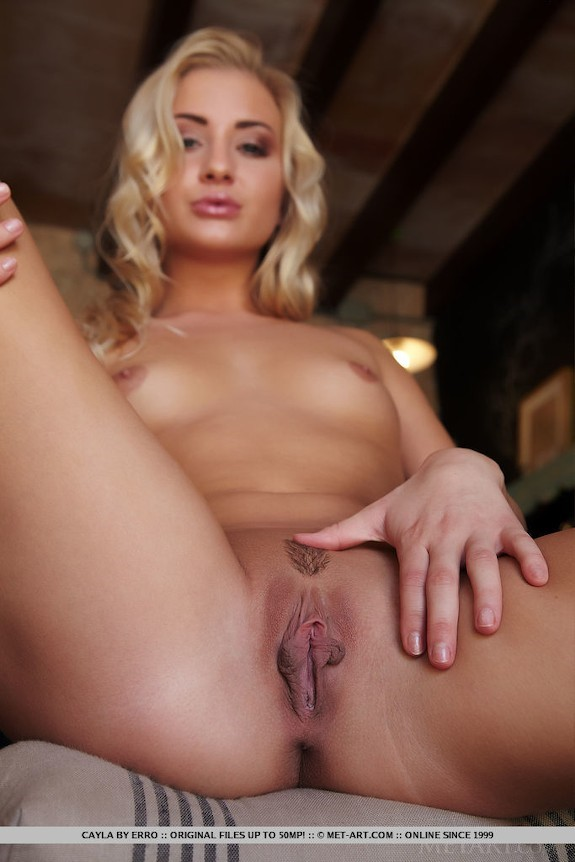 CAYLA BY ERRO :: ORIGINAL FILES UP TO 50MP! :: © MET-ART.COM :: ONLINE SINCE 1999